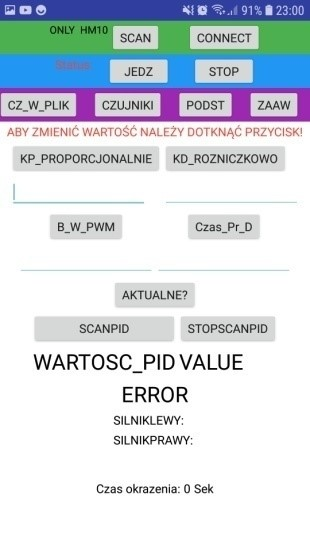 91% 23:00
ONLY HM10 SCAN CONNECT
Status JEDZ STOP
CZ_W_PLIK CZUJNIKI PODST ZAAW
ABY ZMIENIĆ WARTOŚĆ NALEŻY DOTKNĄĆ PRZYCISK!
KP_PROPORCJONALNIE KD_ROZNICZKOWO
B_W_PWM Czas_Pr_D
AKTUALNE?
SCANPID STOPSCANPID
WARTOSC_PID VALUE
ERROR
SILNIKLEWY:
SILNIKPRAWY:
Czas okrazenia: 0 Sek